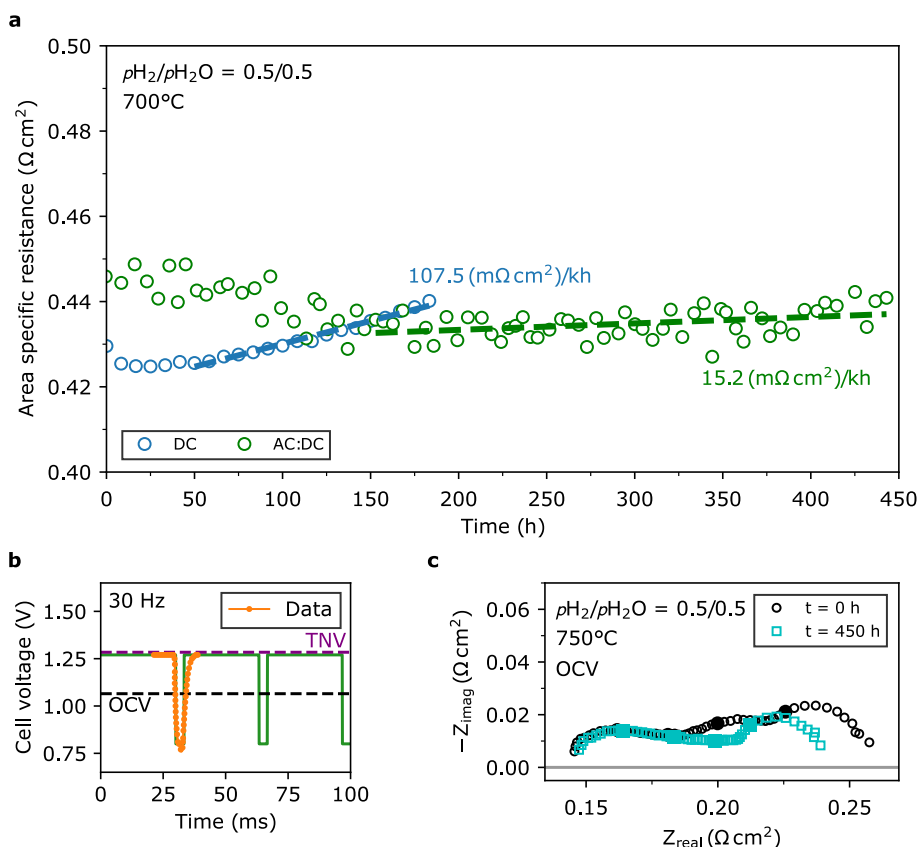 a
0.50
0.48
0.46
0.44
0.42
0.40
Area specific resistance (Ω cm²)
pH₂/pH₂O = 0.5/0.5
700°C
107.5 (mΩ cm²)/kh
15.2 (mΩ cm²)/kh
DC AC:DC
0 50 100 150 200 250 300 350 400 450
Time (h)
b
1.50
1.25
1.00
0.75
Cell voltage (V)
30 Hz
Data
TNV
OCV
0 50 100
Time (ms)
c
0.06
0.04
0.02
0.00
−Z_imag (Ω cm²)
pH₂/pH₂O = 0.5/0.5
750°C
OCV
t = 0 h
t = 450 h
0.15 0.20 0.25
Z_real (Ω cm²)